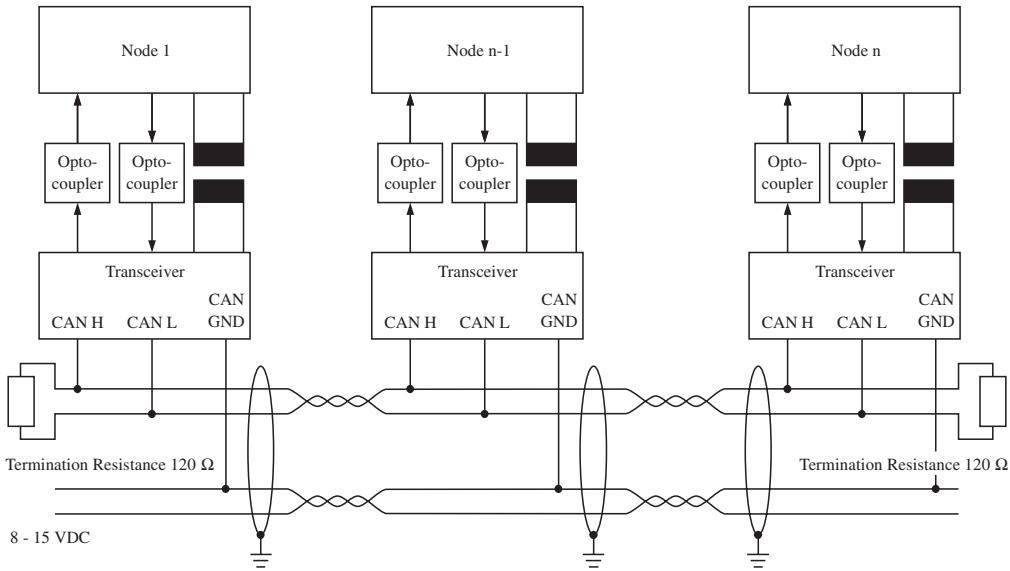 Node 1
Node n-1
Node n
Opto-
coupler
Opto-
coupler
Opto-
coupler
Opto-
coupler
Opto-
coupler
Opto-
coupler
Transceiver
CAN H
CAN L
CAN
GND
Transceiver
CAN H
CAN L
CAN
GND
Transceiver
CAN H
CAN L
CAN
GND
Termination Resistance 120 Ω
Termination Resistance 120 Ω
8 - 15 VDC